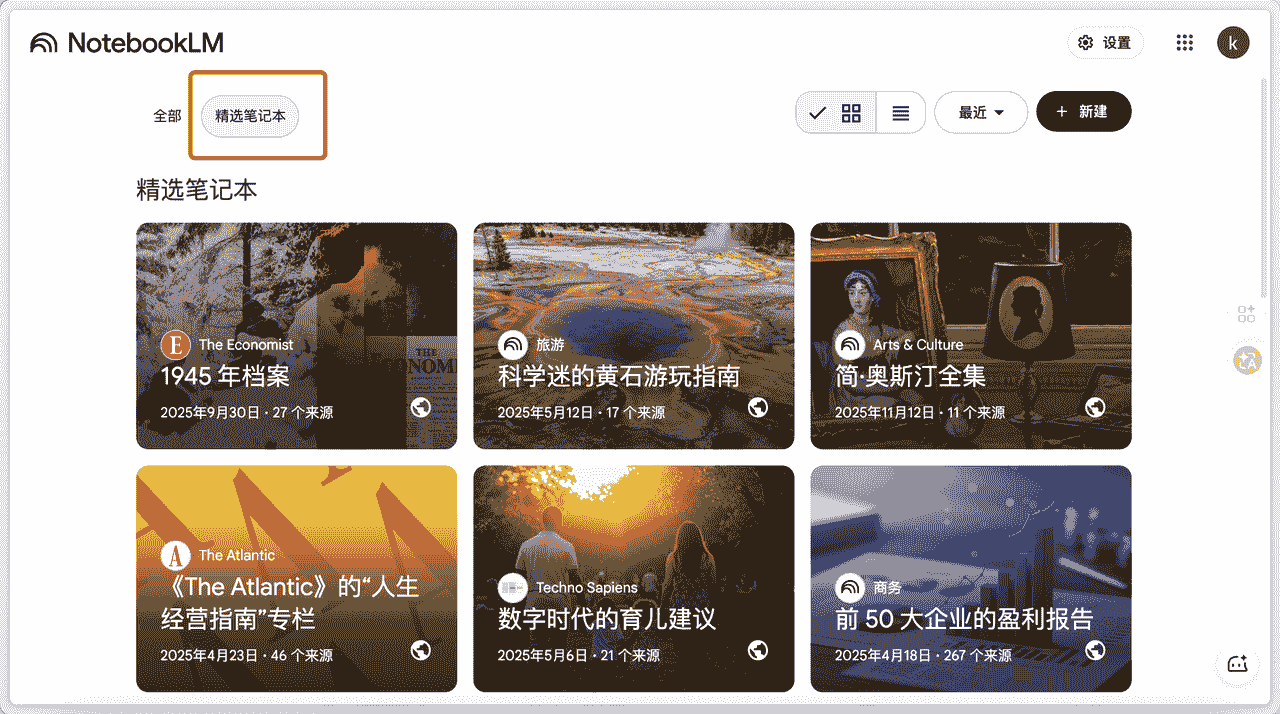 NotebookLM
设置
k
全部
精选笔记本
最近
+ 新建
精选笔记本
E
The Economist
1945 年档案
2025年9月30日 · 27 个来源
THE
NOM
旅游
科学迷的黄石游玩指南
2025年5月12日 · 17 个来源
Arts & Culture
简·奥斯汀全集
2025年11月12日 · 11 个来源
A
The Atlantic
《The Atlantic》的“人生
经营指南”专栏
2025年4月23日 · 46 个来源
Techno Sapiens
数字时代的育儿建议
2025年5月6日 · 21 个来源
商务
前 50 大企业的盈利报告
2025年4月18日 · 267 个来源